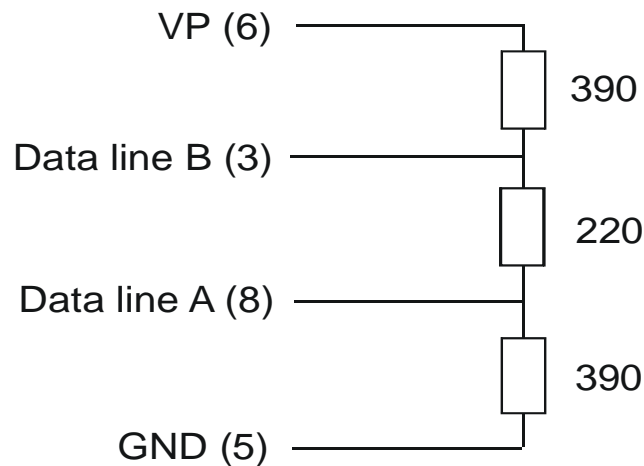 VP (6)
390
Data line B (3)
220
Data line A (8)
390
GND (5)